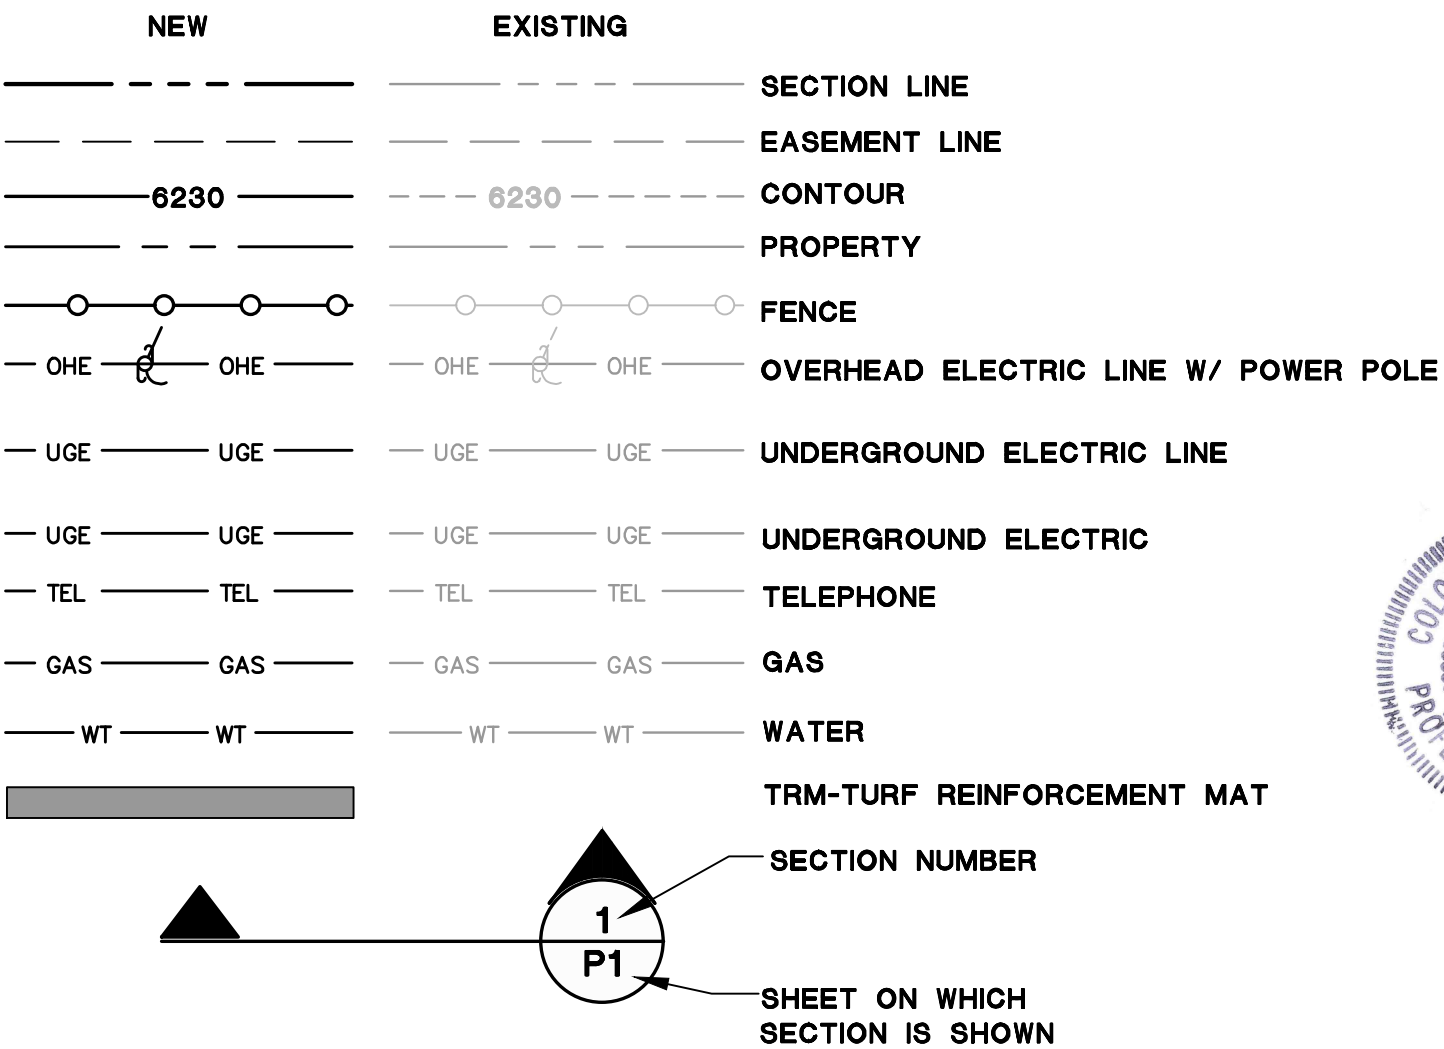 NEW EXISTING
SECTION LINE
EASEMENT LINE
6230 6230 CONTOUR
PROPERTY
FENCE
OHE OHE OHE OHE OVERHEAD ELECTRIC LINE W/ POWER POLE
UGE UGE UGE UGE UNDERGROUND ELECTRIC LINE
UGE UGE UGE UGE UNDERGROUND ELECTRIC
TEL TEL TEL TEL TELEPHONE
GAS GAS GAS GAS GAS
WT WT WT WT WATER
TRM-TURF REINFORCEMENT MAT
SECTION NUMBER
1
P1
SHEET ON WHICH
SECTION IS SHOWN